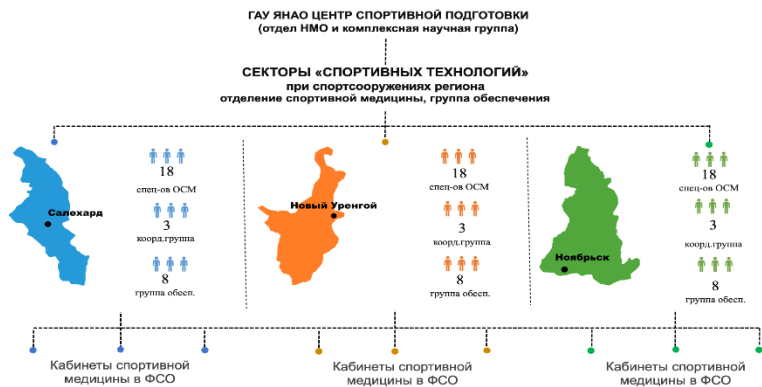 ГАУ ЯНАО ЦЕНТР СПОРТИВНОЙ ПОДГОТОВКИ
(отдел НМО и комплексная научная группа)
СЕКТОРЫ «СПОРТИВНЫХ ТЕХНОЛОГИЙ»
при спортсооружениях региона
отделение спортивной медицины, группа обеспечения
Салехард
18
спец-ов ОСМ
3
коорд.группа
8
группа обесп.
Новый Уренгой
18
спец-ов ОСМ
3
коорд.группа
8
группа обесп.
Ноябрьск
18
спец-ов ОСМ
3
коорд.группа
8
группа обесп.
Кабинеты спортивной
медицины в ФСО
Кабинеты спортивной
медицины в ФСО
Кабинеты спортивной
медицины в ФСО